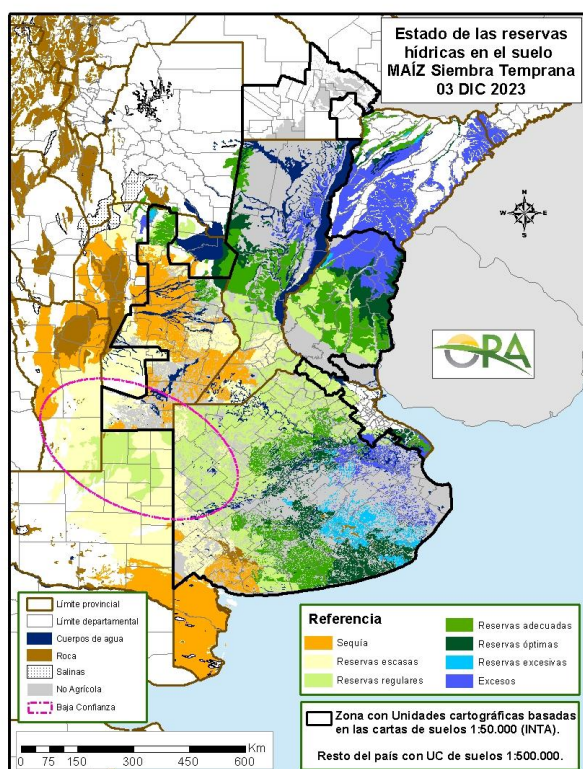 Estado de las reservas
hídricas en el suelo
MAÍZ Siembra Temprana
03 DIC 2023
N
W
E
S
ORA
Límite provincial
Límite departamental
Cuerpos de agua
Roca
Salinas
No Agrícola
Baja Confianza
Referencia
Sequía
Reservas escasas
Reservas regulares
Reservas adecuadas
Reservas óptimas
Reservas excesivas
Excesos
Zona con Unidades cartográficas basadas
en las cartas de suelos 1:50.000 (INTA).
Resto del país con UC de suelos 1:500.000.
Km
0 75 150 300 450 600